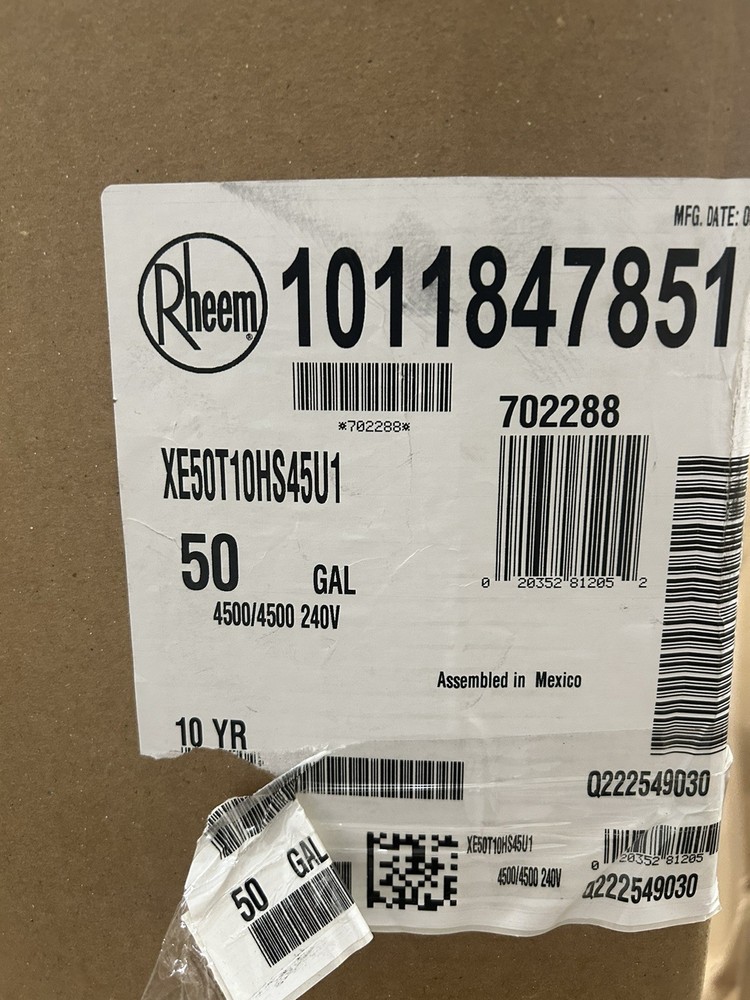 MFG. DATE: 0
Rheem®
1011847851
*702288*
702288
XE50T10HS45U1
50 GAL
4500/4500 240V
0 20352 81205 2
Assembled in Mexico
10 YR
Q222549030
XE50T10HS45U1
4500/4500 240V
0 20352 81205
Q222549030
50 GAL